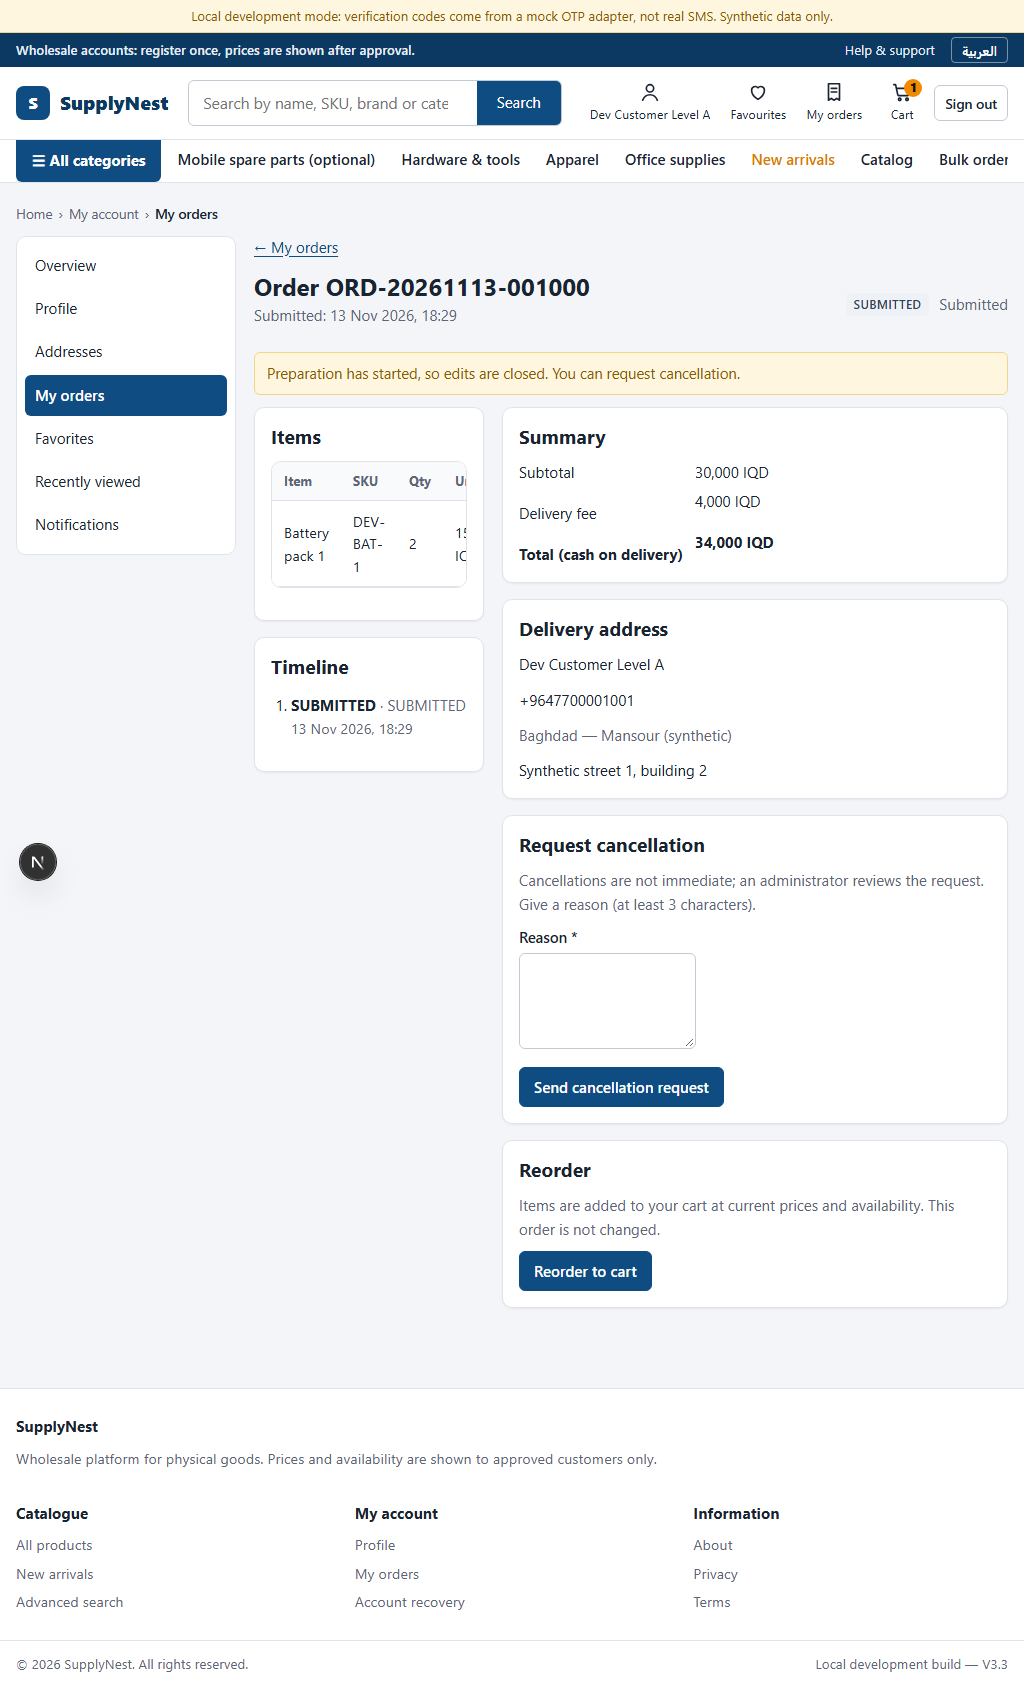 Local development mode: verification codes come from a mock OTP adapter, not real SMS. Synthetic data only.
Wholesale accounts: register once, prices are shown after approval.
Help & support
العربية
S
SupplyNest
Search by name, SKU, brand or cate
Search
Dev Customer Level A
Favourites
My orders
1
Cart
Sign out
☰ All categories
Mobile spare parts (optional)
Hardware & tools
Apparel
Office supplies
New arrivals
Catalog
Bulk order
Home › My account › My orders
Overview
Profile
Addresses
My orders
Favorites
Recently viewed
Notifications
← My orders
Order ORD-20261113-001000
Submitted: 13 Nov 2026, 18:29
SUBMITTED Submitted
Preparation has started, so edits are closed. You can request cancellation.
Items
Item SKU Qty
Battery pack 1
DEV-
BAT-
1
2
Timeline
1. SUBMITTED · SUBMITTED
13 Nov 2026, 18:29
Summary
Subtotal 30,000 IQD
Delivery fee 4,000 IQD
Total (cash on delivery) 34,000 IQD
Delivery address
Dev Customer Level A
+9647700001001
Baghdad — Mansour (synthetic)
Synthetic street 1, building 2
Request cancellation
Cancellations are not immediate; an administrator reviews the request.
Give a reason (at least 3 characters).
Reason *
Send cancellation request
Reorder
Items are added to your cart at current prices and availability. This
order is not changed.
Reorder to cart
N
SupplyNest
Wholesale platform for physical goods. Prices and availability are shown to approved customers only.
Catalogue
All products
New arrivals
Advanced search
My account
Profile
My orders
Account recovery
Information
About
Privacy
Terms
© 2026 SupplyNest. All rights reserved.
Local development build — V3.3